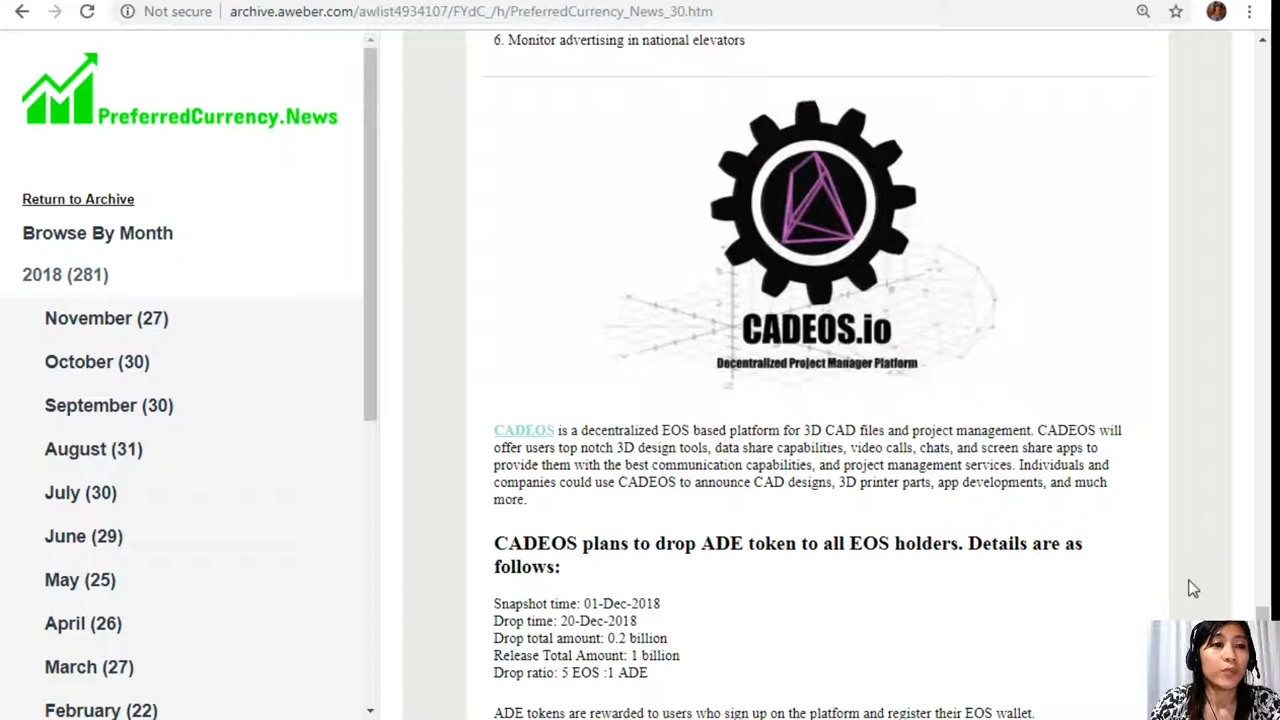 Not secure
archive.aweber.com/awlist4934107/FYdC_/h/PreferredCurrency_News_30.htm
PreferredCurrency.News
Return to Archive
Browse By Month
2018 (281)
November (27)
October (30)
September (30)
August (31)
July (30)
June (29)
May (25)
April (26)
March (27)
February (22)
6. Monitor advertising in national elevators
CADEOS.io
Decentralized Project Manager Platform
CADEOS is a decentralized EOS based platform for 3D CAD files and project management. CADEOS will
offer users top notch 3D design tools, data share capabilities, video calls, chats, and screen share apps to
provide them with the best communication capabilities, and project management services. Individuals and
companies could use CADEOS to announce CAD designs, 3D printer parts, app developments, and much
more.
CADEOS plans to drop ADE token to all EOS holders. Details are as
follows:
Snapshot time: 01-Dec-2018
Drop time: 20-Dec-2018
Drop total amount: 0.2 billion
Release Total Amount: 1 billion
Drop ratio: 5 EOS :1 ADE
ADE tokens are rewarded to users who sign up on the platform and register their EOS wallet.